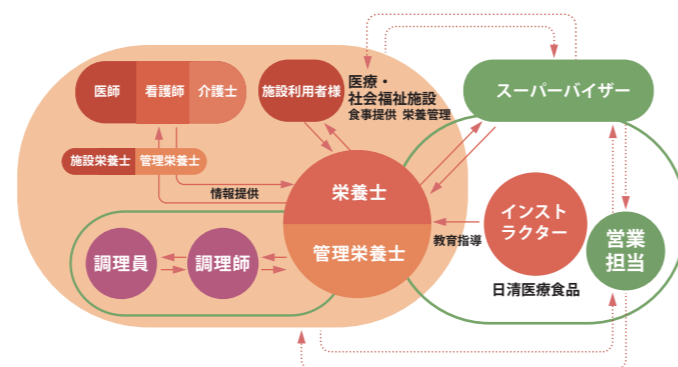 医師
看護師
介護士
施設利用者様
医療・
社会福祉施設
食事提供 栄養管理
スーパーバイザー
施設栄養士
管理栄養士
情報提供
栄養士
管理栄養士
教育指導
インスト
ラクター
日清医療食品
営業
担当
調理員
調理師